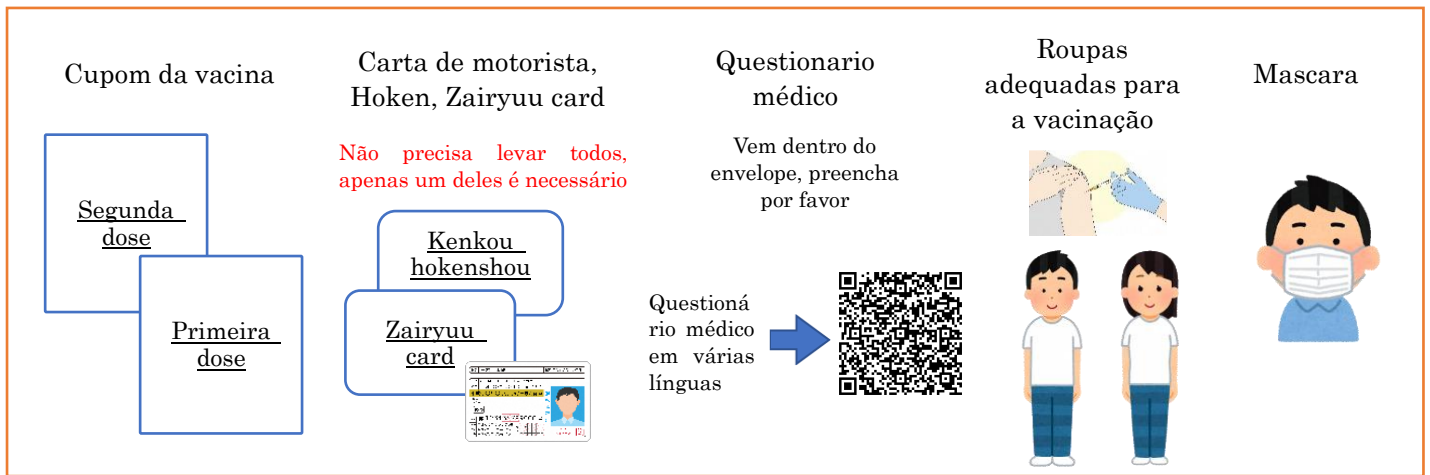 Cupom da vacina
Segunda
dose
Primeira
dose
Carta de motorista,
Hoken, Zairyuu card
Não precisa levar todos,
apenas um deles é necessário
Kenkou
hokenshou
Zairyuu
card
Questionario
médico
Vem dentro do
envelope, preencha
por favor
Questioná
rio médico
em várias
línguas
Roupas
adequadas para
a vacinação
Mascara